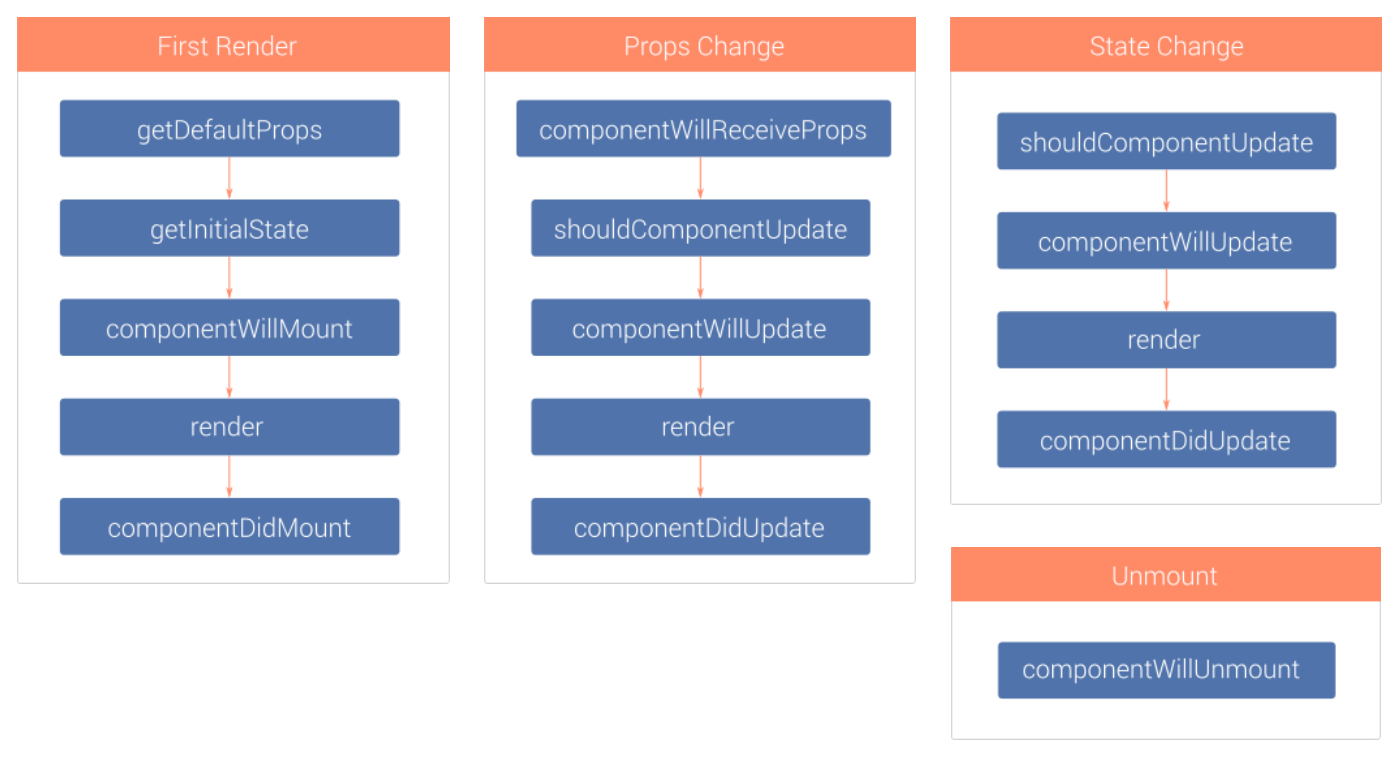 First Render
getDefaultProps
getInitialState
componentWillMount
render
componentDidMount
Props Change
componentWillReceiveProps
shouldComponentUpdate
componentWillUpdate
render
componentDidUpdate
State Change
shouldComponentUpdate
componentWillUpdate
render
componentDidUpdate
Unmount
componentWillUnmount